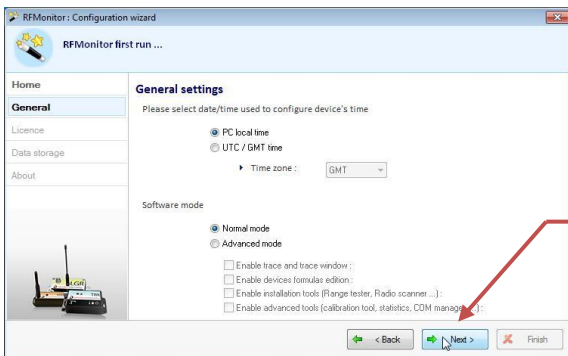 RFMonitor : Configuration wizard
RFMonitor first run ...
Home
General
Licence
Data storage
About
General settings
Please select date/time used to configure device's time
PC local time
UTC / GMT time
Time zone :
GMT
Software mode
Normal mode
Advanced mode
Enable trace and trace window :
Enable devices formulas edition :
Enable installation tools (Range tester, Radio scanner ...) :
Enable advanced tools (calibration tool, statistics, COM manager ...) :
< Back
Next >
Finish